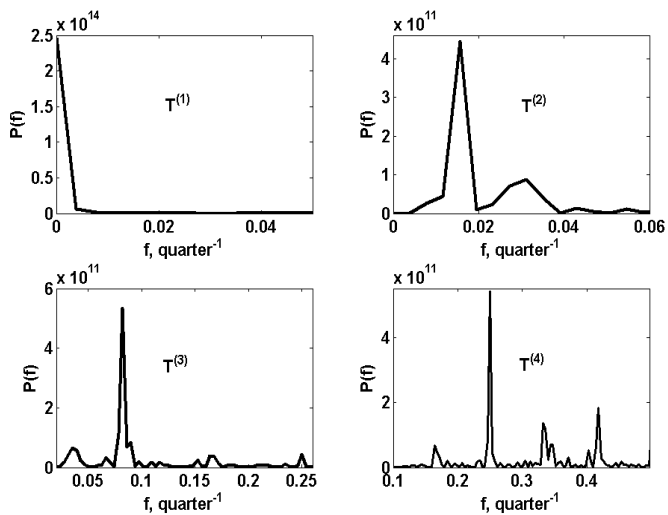 x 10^14
2.5
2
1.5
1
0.5
0
P(f)
T^(1)
0 0.02 0.04
f, quarter^-1
x 10^11
4
3
2
1
0
P(f)
T^(2)
0 0.02 0.04 0.06
f, quarter^-1
x 10^11
6
4
2
0
P(f)
T^(3)
0.05 0.1 0.15 0.2 0.25
f, quarter^-1
x 10^11
4
2
0
P(f)
T^(4)
0.1 0.2 0.3 0.4
f, quarter^-1